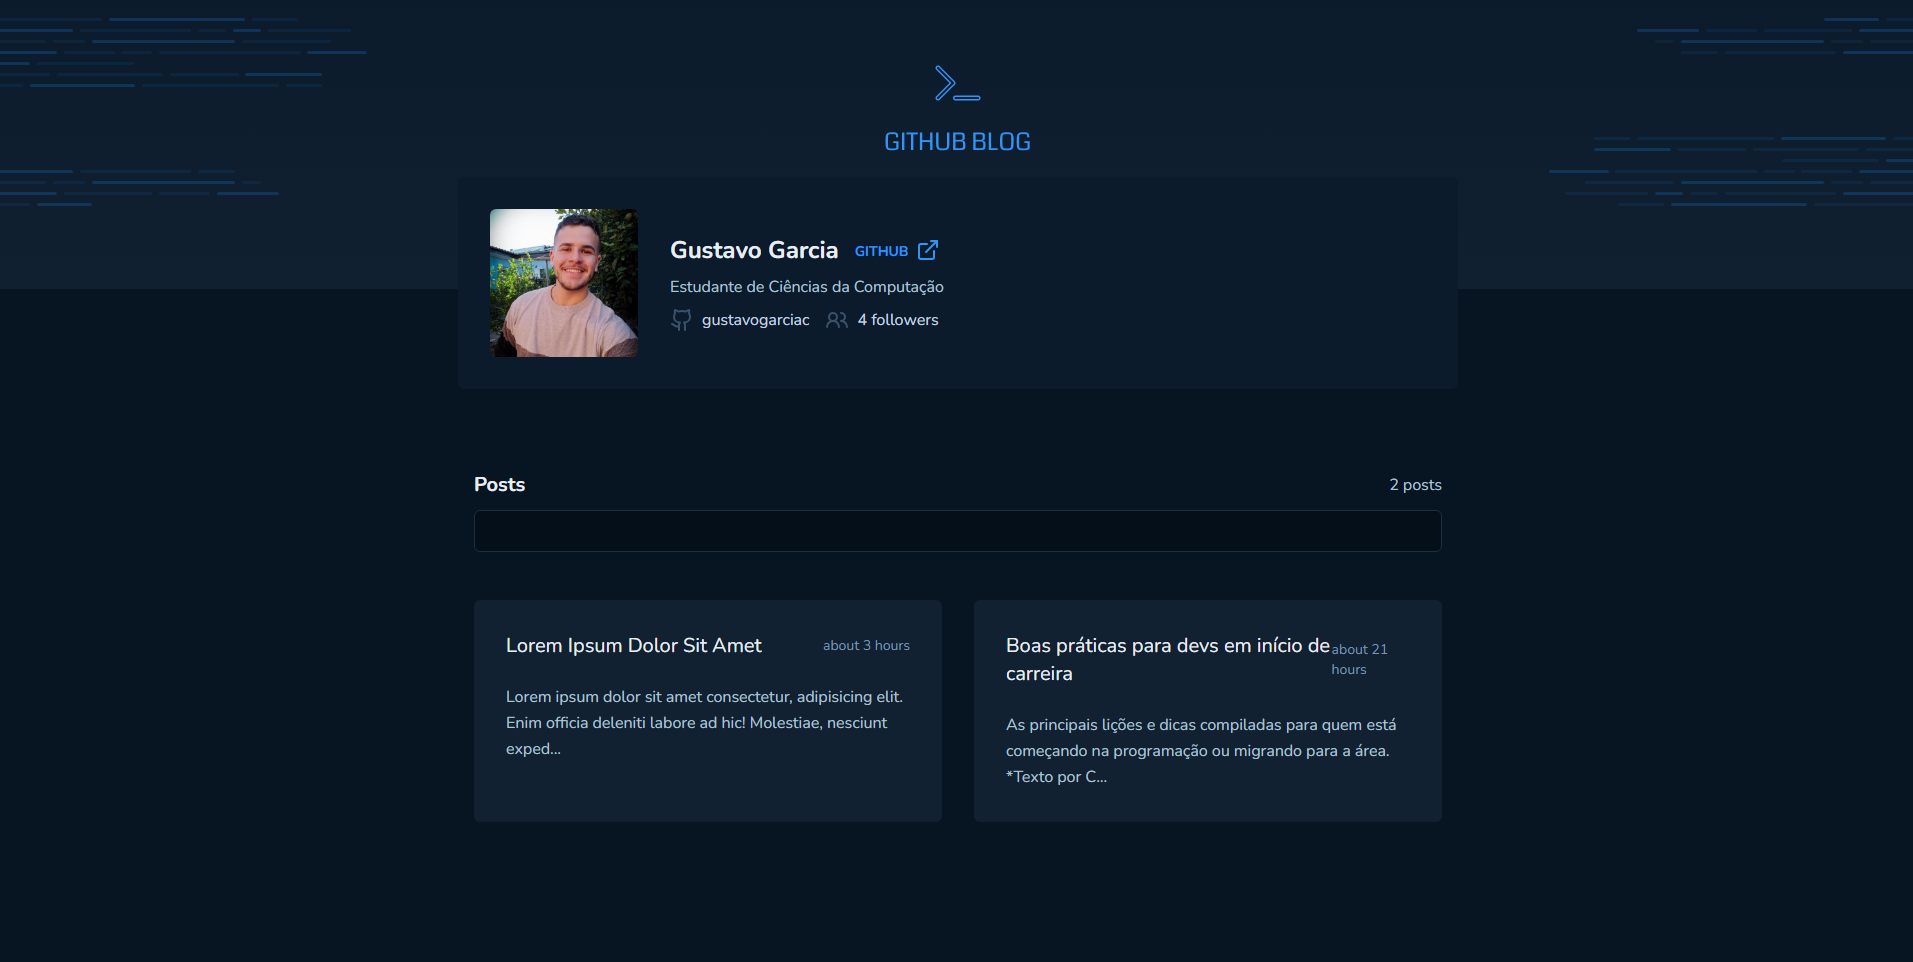 GITHUB BLOG
Gustavo Garcia GITHUB
Estudante de Ciências da Computação
gustavogarciac 4 followers
Posts 2 posts
Lorem Ipsum Dolor Sit Amet about 3 hours
Lorem ipsum dolor sit amet consectetur, adipisicing elit.
Enim officia deleniti labore ad hic! Molestiae, nesciunt
exped...
Boas práticas para devs em início de about 21
carreira hours
As principais lições e dicas compiladas para quem está
começando na programação ou migrando para a área.
*Texto por C...